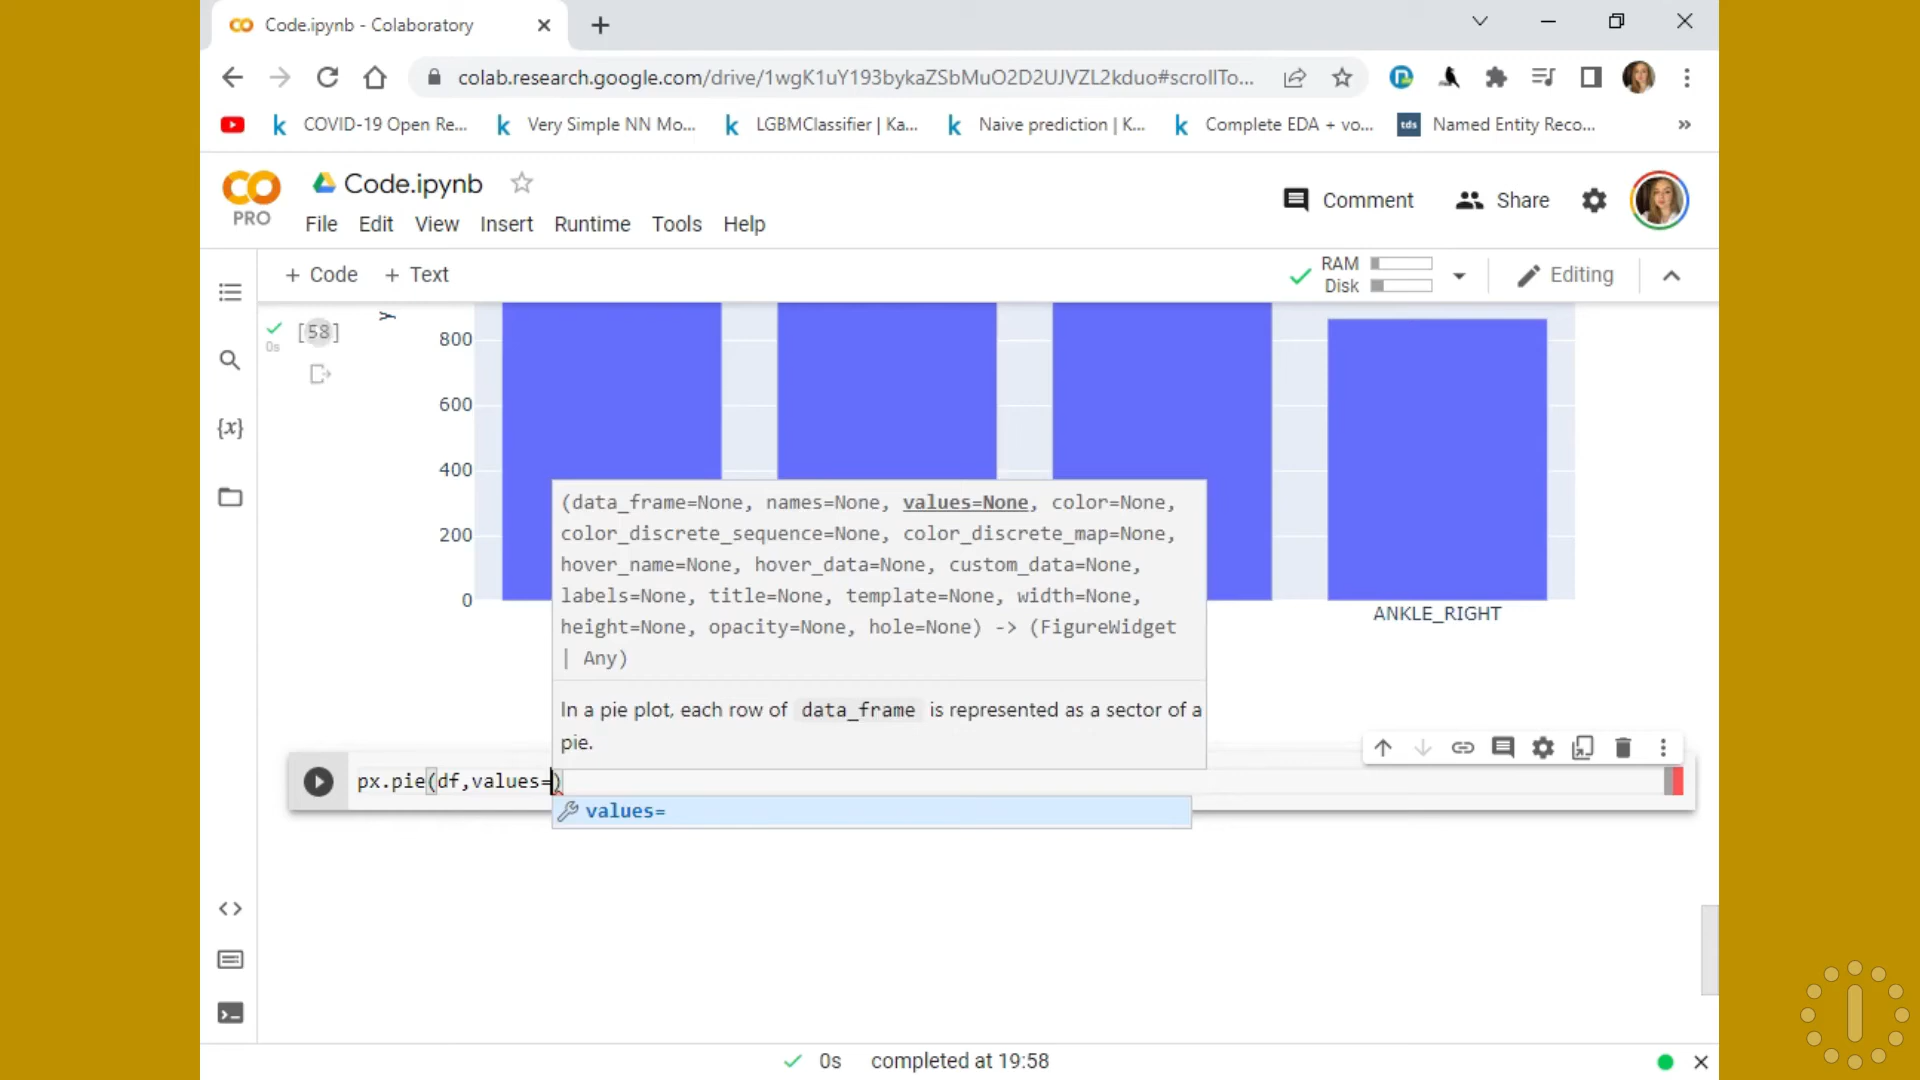 Code.ipynb - Colaboratory
colab.research.google.com/drive/1wgK1uY193bykaZSbMuO2D2UJVZL2kduo#scrollTo...
COVID-19 Open Re...
Very Simple NN Mo...
LGBMClassifier | Ka...
Naive prediction | K...
Complete EDA + vo...
tds
Named Entity Reco...
»
CO
PRO
Code.ipynb
File Edit View Insert Runtime Tools Help
Comment
Share
+ Code + Text
RAM
Disk
Editing
[58]
0s
y
800
600
400
200
0
ANKLE_RIGHT
(data_frame=None, names=None, values=None, color=None,
color_discrete_sequence=None, color_discrete_map=None,
hover_name=None, hover_data=None, custom_data=None,
labels=None, title=None, template=None, width=None,
height=None, opacity=None, hole=None) -> (FigureWidget
| Any)
In a pie plot, each row of data_frame is represented as a sector of a
pie.
px.pie(df,values=)
values=
{x}
0s completed at 19:58